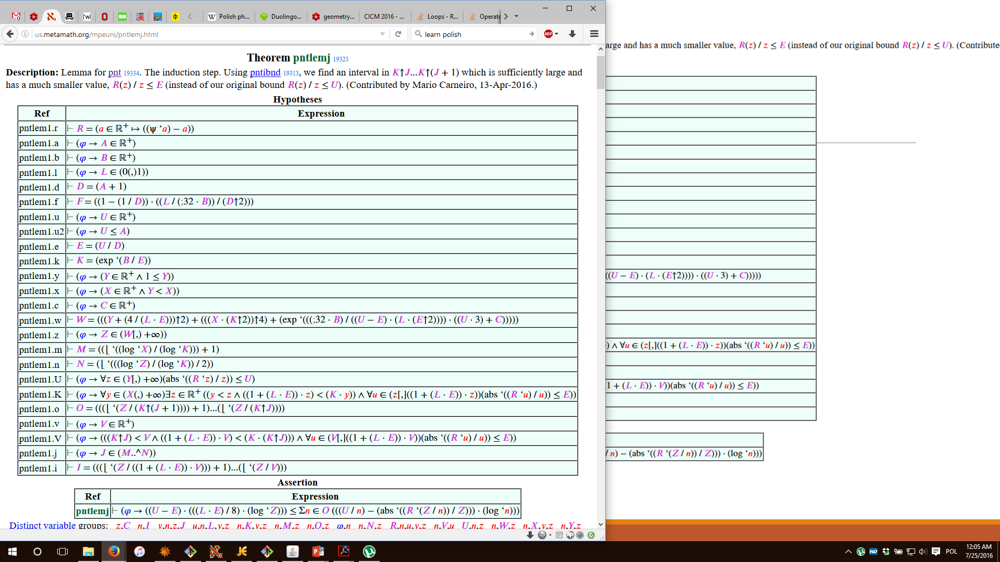 Polish ph...
Duolingo...
geometry...
CICM 2016 - ...
Loops - R...
Operato
us.metamath.org/mpeuni/pntlemj.html
learn polish
Theorem pntlemj 19323
Description: Lemma for pnt 19334. The induction step. Using pntibnd 19313, we find an interval in K↑J...K↑(J + 1) which is sufficiently large and
has a much smaller value, R(z) / z ≤ E (instead of our original bound R(z) / z ≤ U). (Contributed by Mario Carneiro, 13-Apr-2016.)
Hypotheses
Ref Expression
pntlem1.r ⊢ R = (a ∈ ℝ+ ↦ ((ψ ‘a) − a))
pntlem1.a ⊢ (φ → A ∈ ℝ+)
pntlem1.b ⊢ (φ → B ∈ ℝ+)
pntlem1.l ⊢ (φ → L ∈ (0(,)1))
pntlem1.d ⊢ D = (A + 1)
pntlem1.f ⊢ F = ((1 − (1 / D)) · ((L / (;32 · B)) / (D↑2)))
pntlem1.u ⊢ (φ → U ∈ ℝ+)
pntlem1.u2 ⊢ (φ → U ≤ A)
pntlem1.e ⊢ E = (U / D)
pntlem1.k ⊢ K = (exp ‘(B / E))
pntlem1.y ⊢ (φ → (Y ∈ ℝ+ ∧ 1 ≤ Y))
pntlem1.x ⊢ (φ → (X ∈ ℝ+ ∧ Y < X))
pntlem1.c ⊢ (φ → C ∈ ℝ+)
pntlem1.w ⊢ W = (((Y + (4 / (L · E)))↑2) + (((X · (K↑2))↑4) + (exp ‘(((;32 · B) / ((U − E) · (L · (E↑2)))) · ((U · 3) + C)))))
pntlem1.z ⊢ (φ → Z ∈ (W[,) +∞))
pntlem1.m ⊢ M = ((⌊ ‘((log ‘X) / (log ‘K))) + 1)
pntlem1.n ⊢ N = (⌊ ‘(((log ‘Z) / (log ‘K)) / 2))
pntlem1.U ⊢ (φ → ∀z ∈ (Y[,) +∞)(abs ‘((R ‘z) / z)) ≤ U)
pntlem1.K ⊢ (φ → ∀y ∈ (X(,) +∞)∃z ∈ ℝ+ ((y < z ∧ ((1 + (L · E)) · z) < (K · y)) ∧ ∀u ∈ (z[,]((1 + (L · E)) · z))(abs ‘((R ‘u) / u)) ≤ E))
pntlem1.o ⊢ O = (((⌊ ‘(Z / (K↑(J + 1)))) + 1)...(⌊ ‘(Z / (K↑J))))
pntlem1.v ⊢ (φ → V ∈ ℝ+)
pntlem1.V ⊢ (φ → (((K↑J) < V ∧ ((1 + (L · E)) · V) < (K · (K↑J))) ∧ ∀u ∈ (V[,]((1 + (L · E)) · V))(abs ‘((R ‘u) / u)) ≤ E))
pntlem1.j ⊢ (φ → J ∈ (M..^N))
pntlem1.i ⊢ I = (((⌊ ‘(Z / ((1 + (L · E)) · V))) + 1)...(⌊ ‘(Z / V)))
Assertion
Ref Expression
pntlemj ⊢ (φ → ((U − E) · (((L · E) / 8) · (log ‘Z))) ≤ Σn ∈ O (((U / n) − (abs ‘((R ‘(Z / n)) / Z))) · (log ‘n)))
Distinct variable groups: z,C n,I y,n,z,J u,n,L,y,z n,K,y,z n,M,z n,O,z φ,n n,N,z R,n,u,y,z n,V,u U,n,z n,W,z n,X,y,z n,Y,z
arge and has a much smaller value, R(z) / z ≤ E (instead of our original bound R(z) / z ≤ U). (Contribute
((U − E) · (L · (E↑2)))) · ((U · 3) + C)))))
) ∧ ∀u ∈ (z[,]((1 + (L · E)) · z))(abs ‘((R ‘u) / u)) ≤ E))
1 + (L · E)) · V))(abs ‘((R ‘u) / u)) ≤ E))
/ n) − (abs ‘((R ‘(Z / n)) / Z))) · (log ‘n)))
POL
12:05 AM
7/25/2016